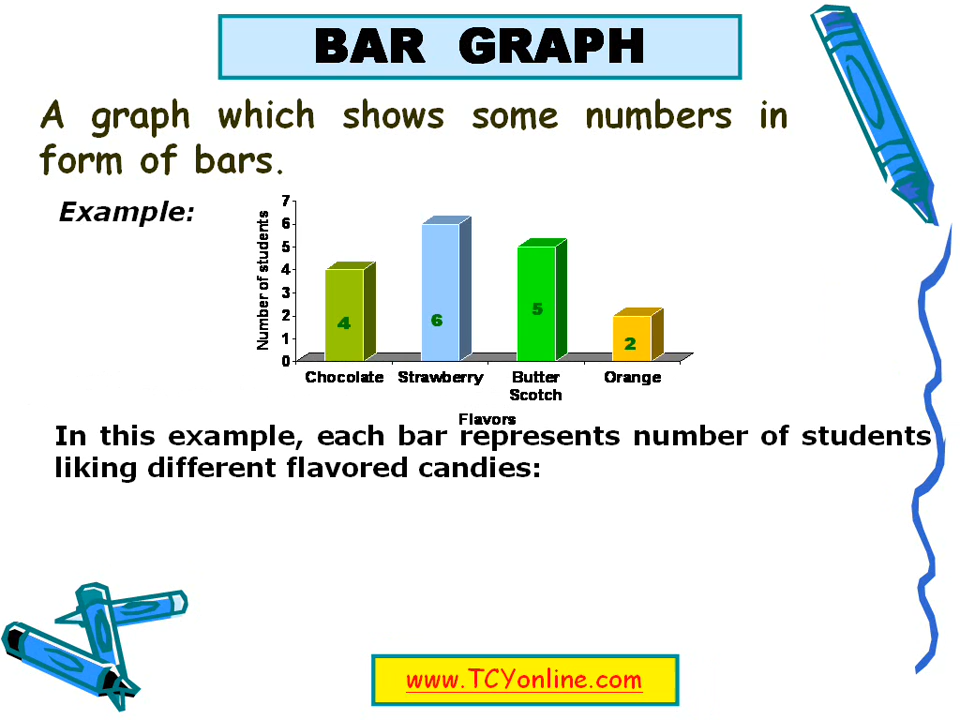 BAR GRAPH
A graph which shows some numbers in
form of bars.
Example:
Number of students
7
6
5
4
3
2
1
0
4
6
5
2
Chocolate
Strawberry
Butter
Scotch
Orange
Flavors
In this example, each bar represents number of students
liking different flavored candies:
www.TCYonline.com